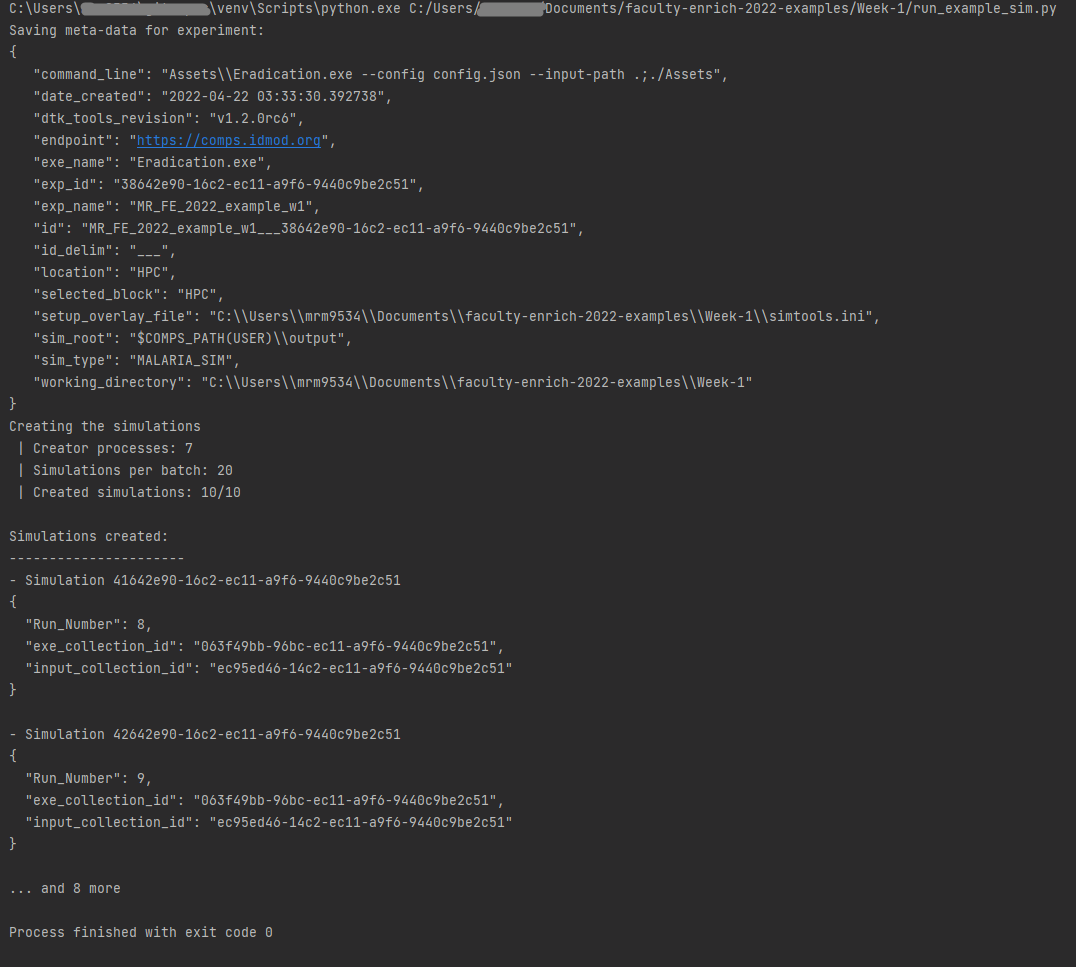 C:\Users\ \venv\Scripts\python.exe C:/Users/ Documents/faculty-enrich-2022-examples/Week-1/run_example_sim.py
Saving meta-data for experiment:
{
   "command_line": "Assets\\Eradication.exe --config config.json --input-path .;./Assets",
   "date_created": "2022-04-22 03:33:30.392738",
   "dtk_tools_revision": "v1.2.0rc6",
   "endpoint": "https://comps.idmod.org",
   "exe_name": "Eradication.exe",
   "exp_id": "38642e90-16c2-ec11-a9f6-9440c9be2c51",
   "exp_name": "MR_FE_2022_example_w1",
   "id": "MR_FE_2022_example_w1___38642e90-16c2-ec11-a9f6-9440c9be2c51",
   "id_delim": "___",
   "location": "HPC",
   "selected_block": "HPC",
   "setup_overlay_file": "C:\\Users\\mrm9534\\Documents\\faculty-enrich-2022-examples\\Week-1\\simtools.ini",
   "sim_root": "$COMPS_PATH(USER)\\output",
   "sim_type": "MALARIA_SIM",
   "working_directory": "C:\\Users\\mrm9534\\Documents\\faculty-enrich-2022-examples\\Week-1"
}
Creating the simulations
 | Creator processes: 7
 | Simulations per batch: 20
 | Created simulations: 10/10
Simulations created:
----------------------
- Simulation 41642e90-16c2-ec11-a9f6-9440c9be2c51
{
  "Run_Number": 8,
  "exe_collection_id": "063f49bb-96bc-ec11-a9f6-9440c9be2c51",
  "input_collection_id": "ec95ed46-14c2-ec11-a9f6-9440c9be2c51"
}
- Simulation 42642e90-16c2-ec11-a9f6-9440c9be2c51
{
  "Run_Number": 9,
  "exe_collection_id": "063f49bb-96bc-ec11-a9f6-9440c9be2c51",
  "input_collection_id": "ec95ed46-14c2-ec11-a9f6-9440c9be2c51"
}
... and 8 more
Process finished with exit code 0